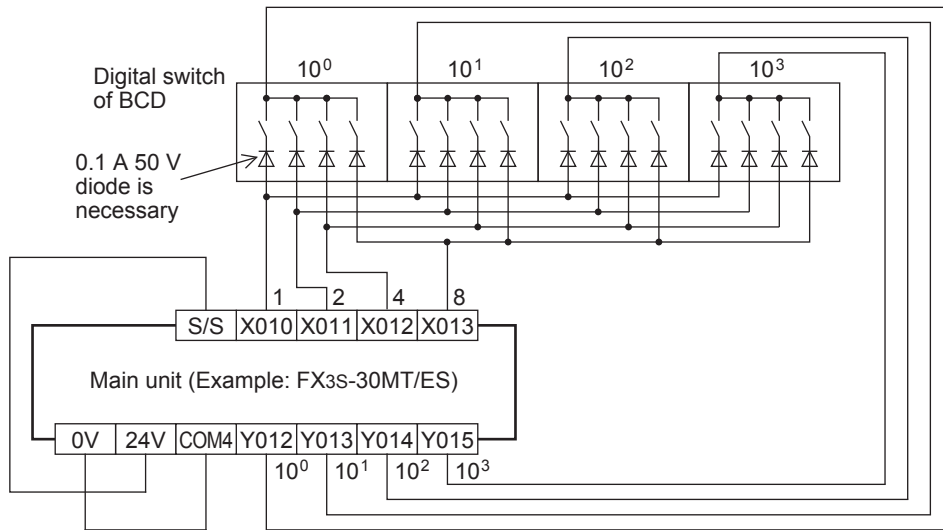 10⁰ 10¹ 10² 10³
Digital switch
of BCD
0.1 A 50 V
diode is
necessary
1 2 4 8
S/S X010 X011 X012 X013
Main unit (Example: FX3S-30MT/ES)
0V 24V COM4 Y012 Y013 Y014 Y015
10⁰ 10¹ 10² 10³